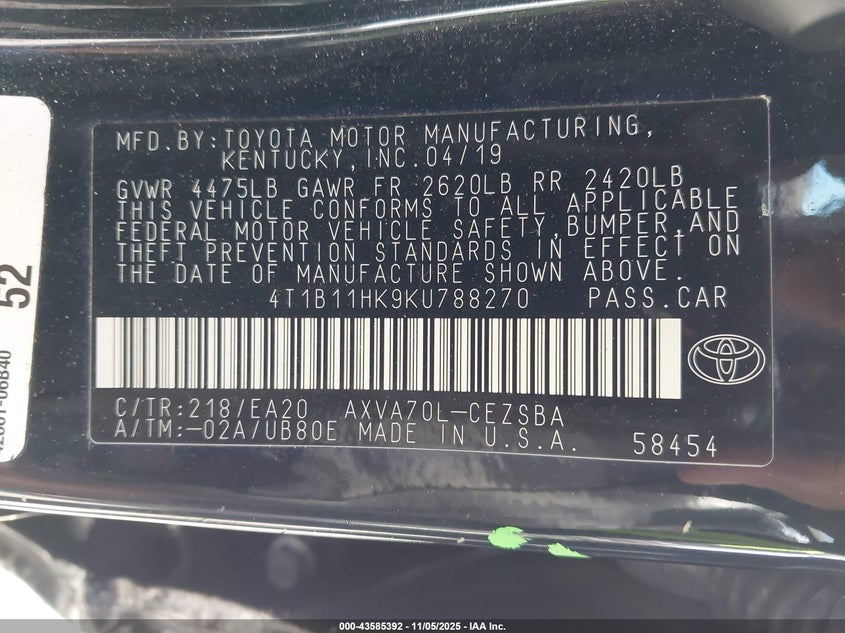 MFD.BY:TOYOTA MOTOR MANUFACTURING,
KENTUCKY,INC.04/19
GVWR 4475LB GAWR FR 2620LB RR 2420LB
THIS VEHICLE CONFORMS TO ALL APPLICABLE
FEDERAL MOTOR VEHICLE SAFETY,BUMPER,AND
THEFT PREVENTION STANDARDS IN EFFECT ON
THE DATE OF MANUFACTURE SHOWN ABOVE.
4T1B11HK9KU788270 PASS.CAR
C/TR:218/EA20 AXVA70L-CEZSBA
A/TM:-02A/UB80E MADE IN U.S.A. 58454
52
000-43585392 | 11/05/2025 | IAA Inc.